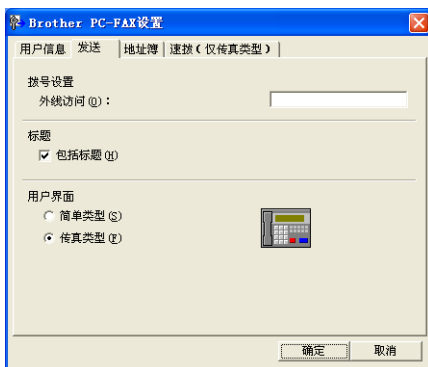 Brother PC-FAX设置
用户信息 发送 地址簿 速拨(仅传真类型)
拨号设置
外线访问(O):
标题
包括标题(H)
用户界面
简单类型(S)
传真类型(F)
确定 取消